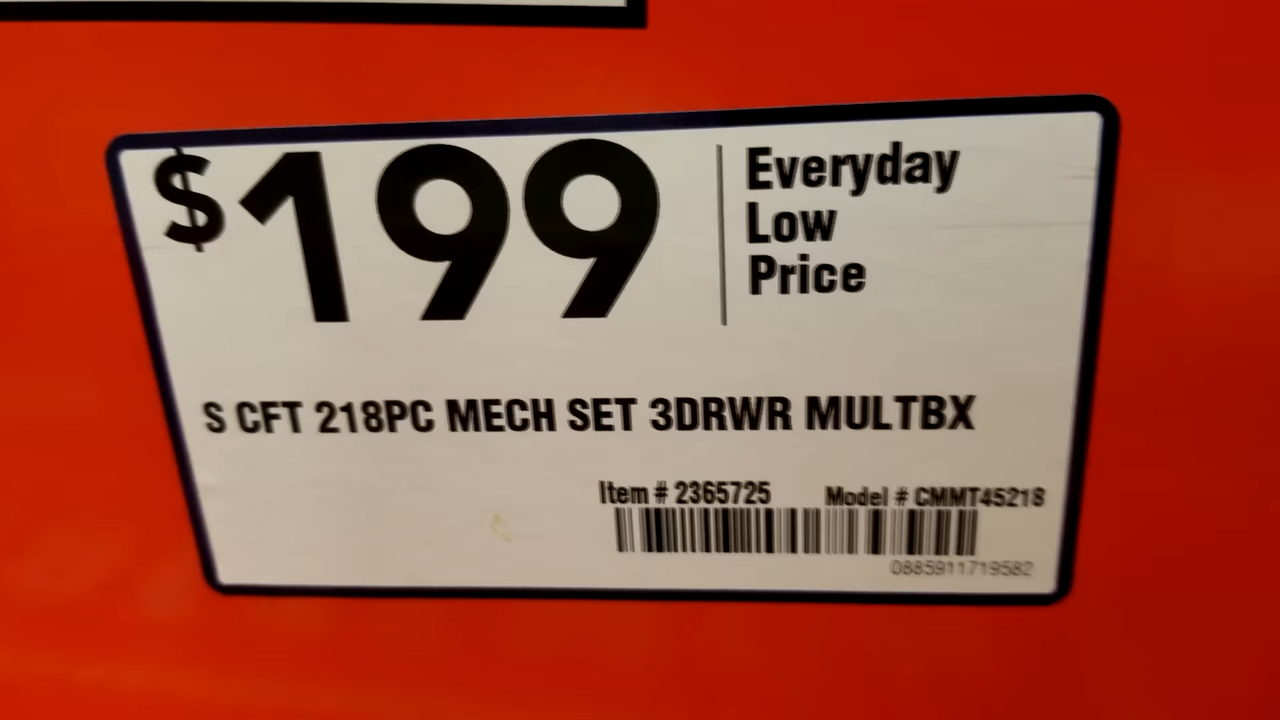 $199
Everyday
Low
Price
S CFT 218PC MECH SET 3DRWR MULTBX
Item # 2365725 Model # CMMT45218
0885911719582